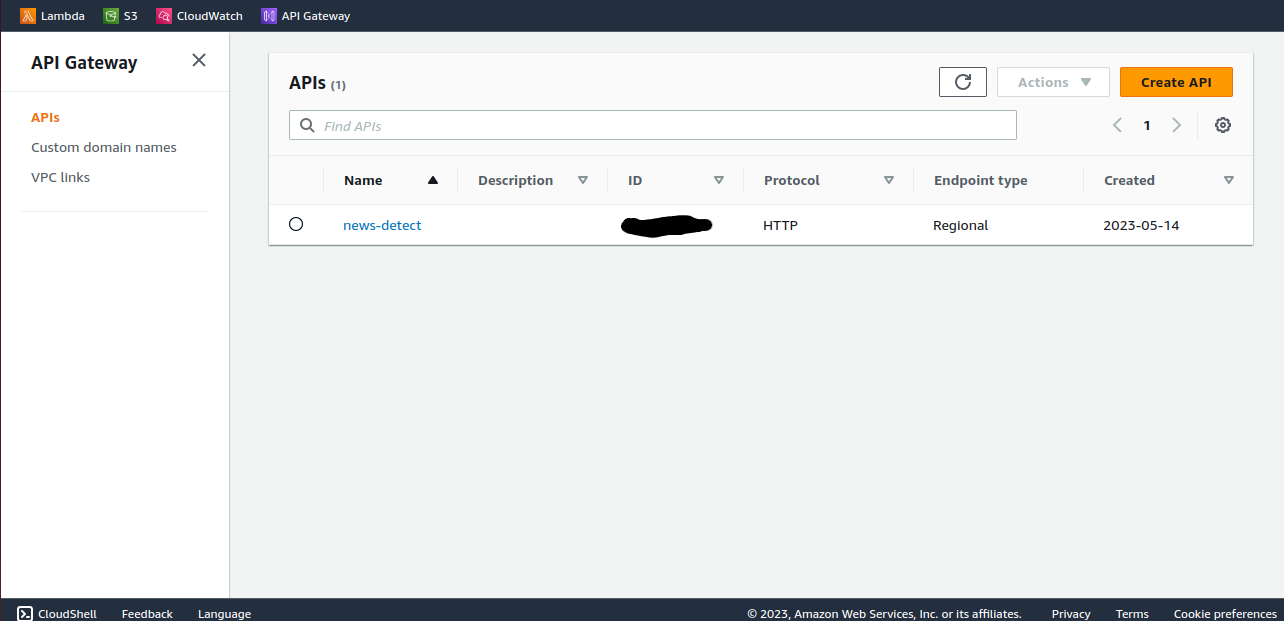 Lambda S3 CloudWatch API Gateway
API Gateway
APIs
Custom domain names
VPC links
APIs (1)
Actions
Create API
Find APIs
1
Name Description ID Protocol Endpoint type Created
news-detect HTTP Regional 2023-05-14
CloudShell Feedback Language © 2023, Amazon Web Services, Inc. or its affiliates. Privacy Terms Cookie preferences